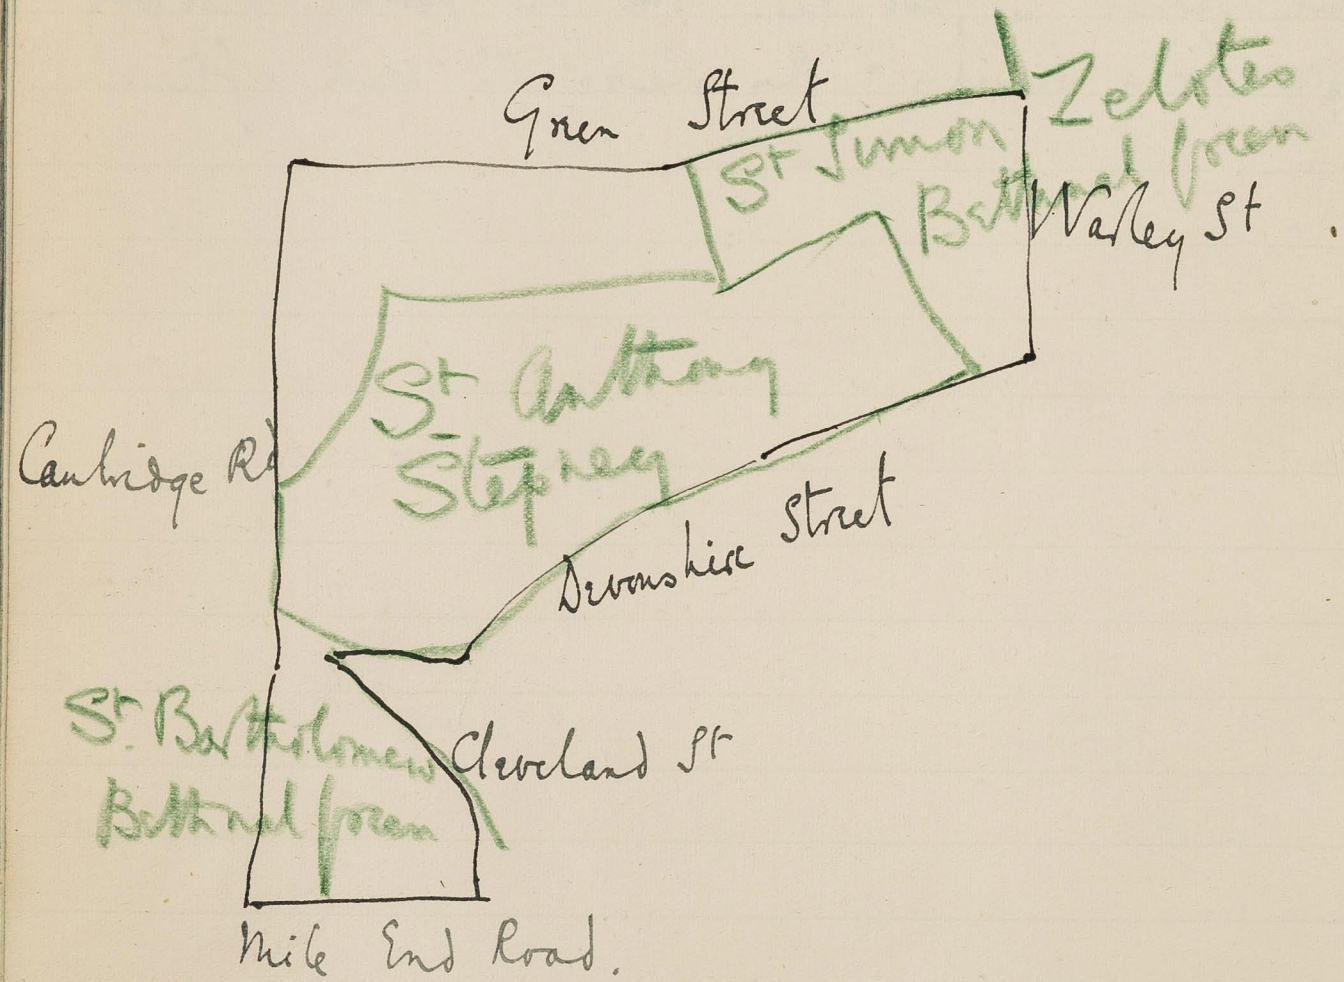 Green Street
Zelotes
St Simon
Bethnal Green
Warley St
St Anthony
Stepney
Cambridge Rd
Devonshire Street
St. Bartholomew
Bethnal Green
Cleveland St
Mile End Road.